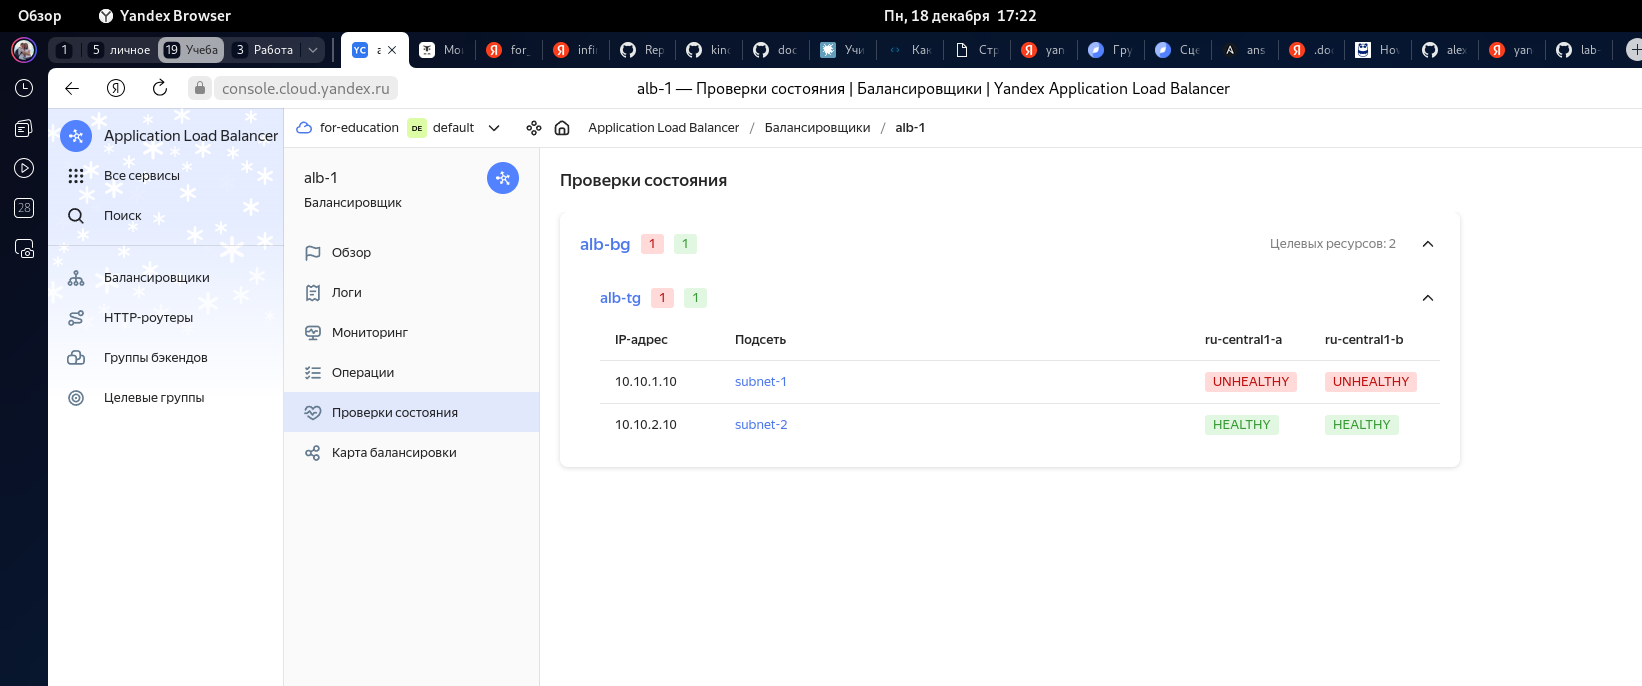 Обзор Yandex Browser Пн, 18 декабря 17:22
1 5 личное 19 Учеба 3 Работа YC Мо for_ infi Rep kinc doc Учи Как Стр yan Гру Сце A ans .doc Hov alex yan lab-
Я console.cloud.yandex.ru alb-1 — Проверки состояния | Балансировщики | Yandex Application Load Balancer
28
Application Load Balancer
Все сервисы
Поиск
Балансировщики
HTTP-роутеры
Группы бэкендов
Целевые группы
for-education DE default Application Load Balancer / Балансировщики / alb-1
alb-1
Балансировщик
Обзор
Логи
Мониторинг
Операции
Проверки состояния
Карта балансировки
Проверки состояния
alb-bg 1 1 Целевых ресурсов: 2
alb-tg 1 1
IP-адрес Подсеть ru-central1-a ru-central1-b
10.10.1.10 subnet-1 UNHEALTHY UNHEALTHY
10.10.2.10 subnet-2 HEALTHY HEALTHY